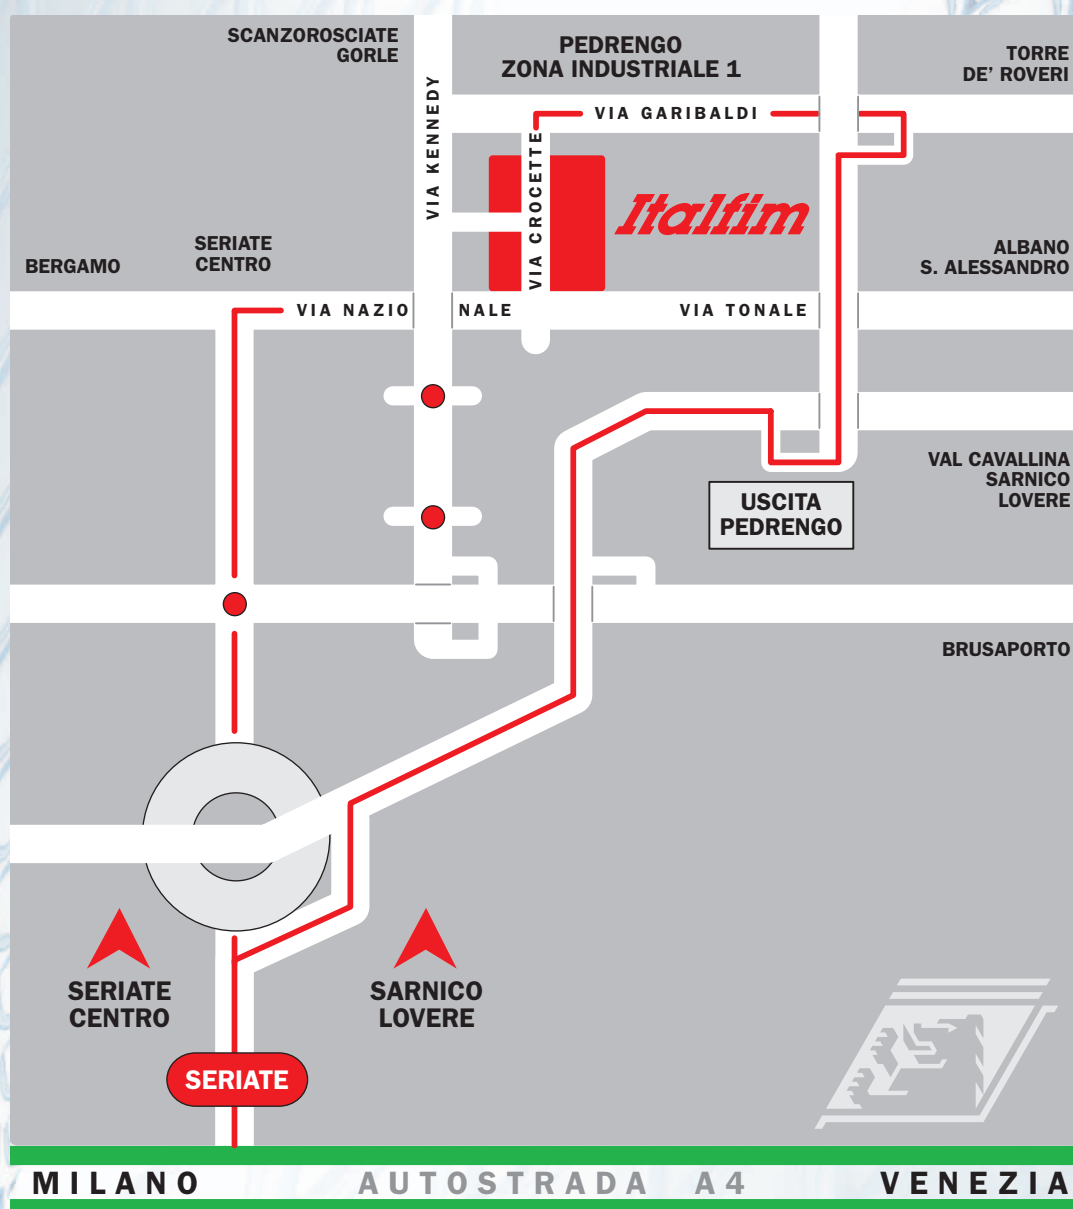 SCANZOROSCIATE
GORLE
PEDRENGO
ZONA INDUSTRIALE 1
TORRE
DE' ROVERI
VIA KENNEDY
VIA GARIBALDI
VIA CROCETTE
Italfim
BERGAMO
SERIATE
CENTRO
ALBANO
S. ALESSANDRO
VIA NAZIO NALE
VIA TONALE
VAL CAVALLINA
SARNICO
LOVERE
USCITA
PEDRENGO
BRUSAPORTO
SERIATE
CENTRO
SARNICO
LOVERE
SERIATE
MILANO
AUTOSTRADA A4
VENEZIA